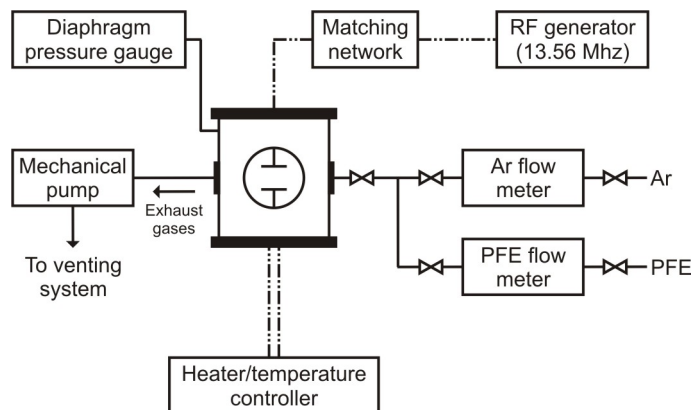 Diaphragm
pressure gauge
Matching
network
RF generator
(13.56 Mhz)
Mechanical
pump
Exhaust
gases
Ar flow
meter
Ar
To venting
system
PFE flow
meter
PFE
Heater/temperature
controller